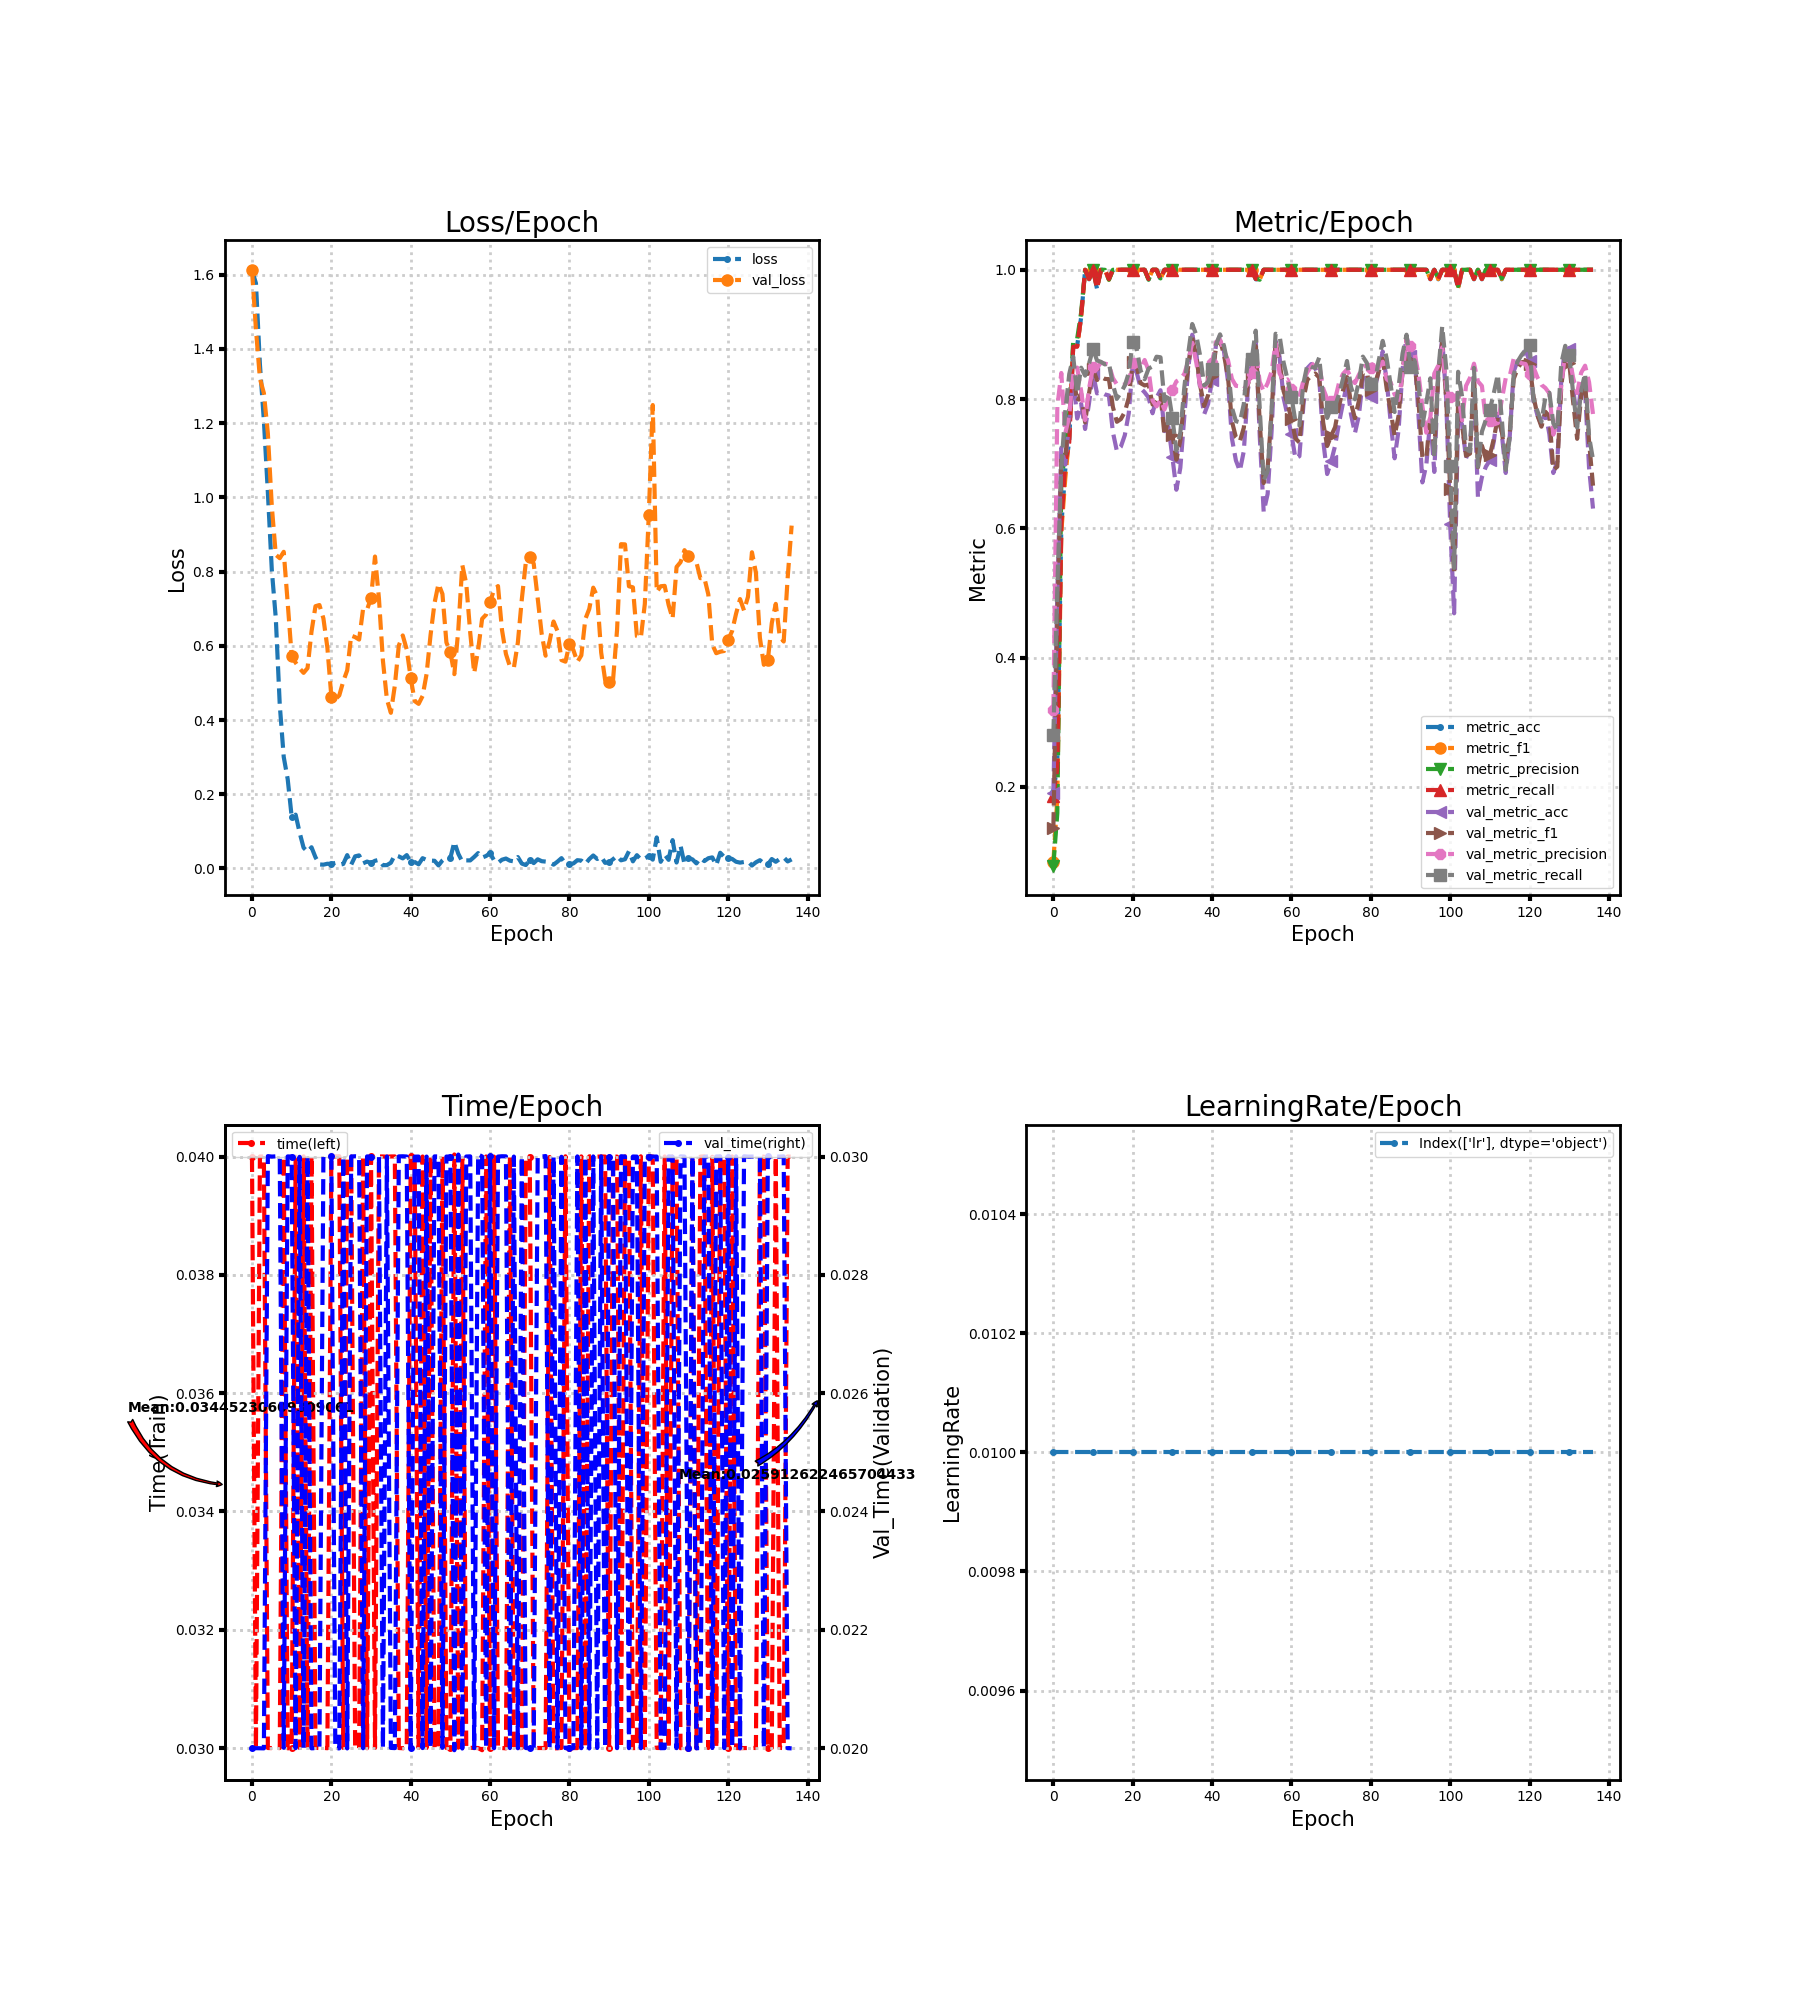 Loss/Epoch
Loss
1.6
1.4
1.2
1.0
0.8
0.6
0.4
0.2
0.0
loss
val_loss
0 20 40 60 80 100 120 140
Epoch
Metric/Epoch
Metric
1.0
0.8
0.6
0.4
0.2
metric_acc
metric_f1
metric_precision
metric_recall
val_metric_acc
val_metric_f1
val_metric_precision
val_metric_recall
0 20 40 60 80 100 120 140
Epoch
Time/Epoch
time(left)
val_time(right)
Time(Train)
0.040
0.038
0.036
0.034
0.032
0.030
0.030
0.028
0.026
0.024
0.022
0.020
Val_Time(Validation)
0 20 40 60 80 100 120 140
Epoch
LearningRate/Epoch
Index(['lr'], dtype='object')
LearningRate
0.0104
0.0102
0.0100
0.0098
0.0096
0 20 40 60 80 100 120 140
Epoch